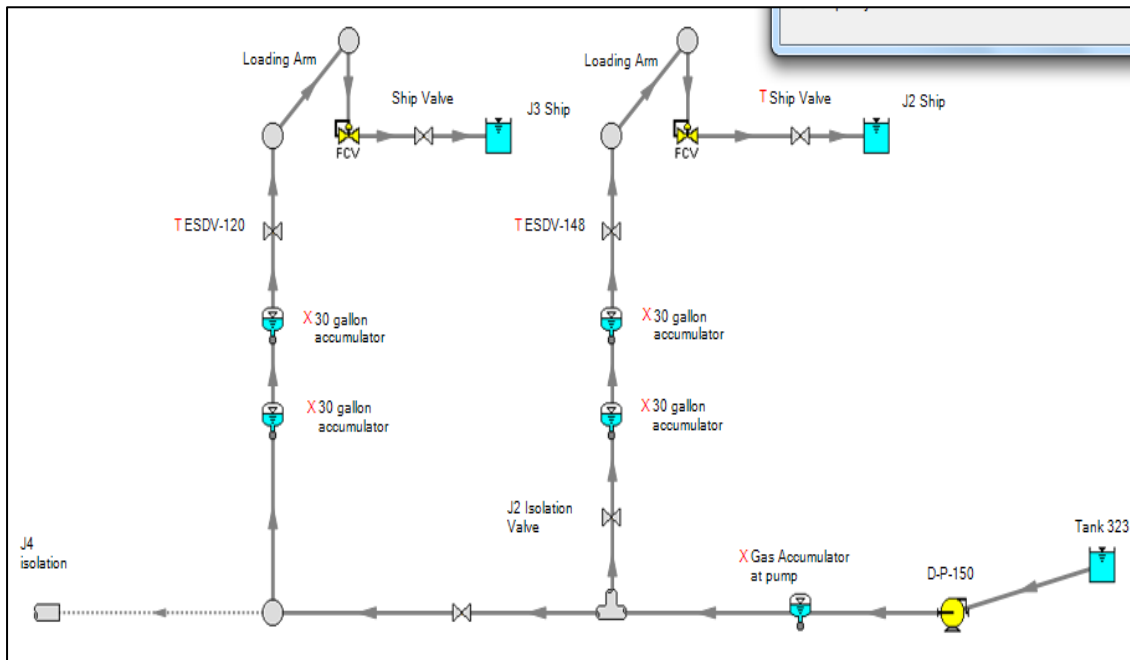 Loading Arm
Loading Arm
Ship Valve
J3 Ship
T Ship Valve
J2 Ship
FCV
FCV
T ESDV-120
T ESDV-148
X 30 gallon
accumulator
X 30 gallon
accumulator
X 30 gallon
accumulator
X 30 gallon
accumulator
J2 Isolation
Valve
Tank 323
J4
isolation
X Gas Accumulator
at pump
D-P-150